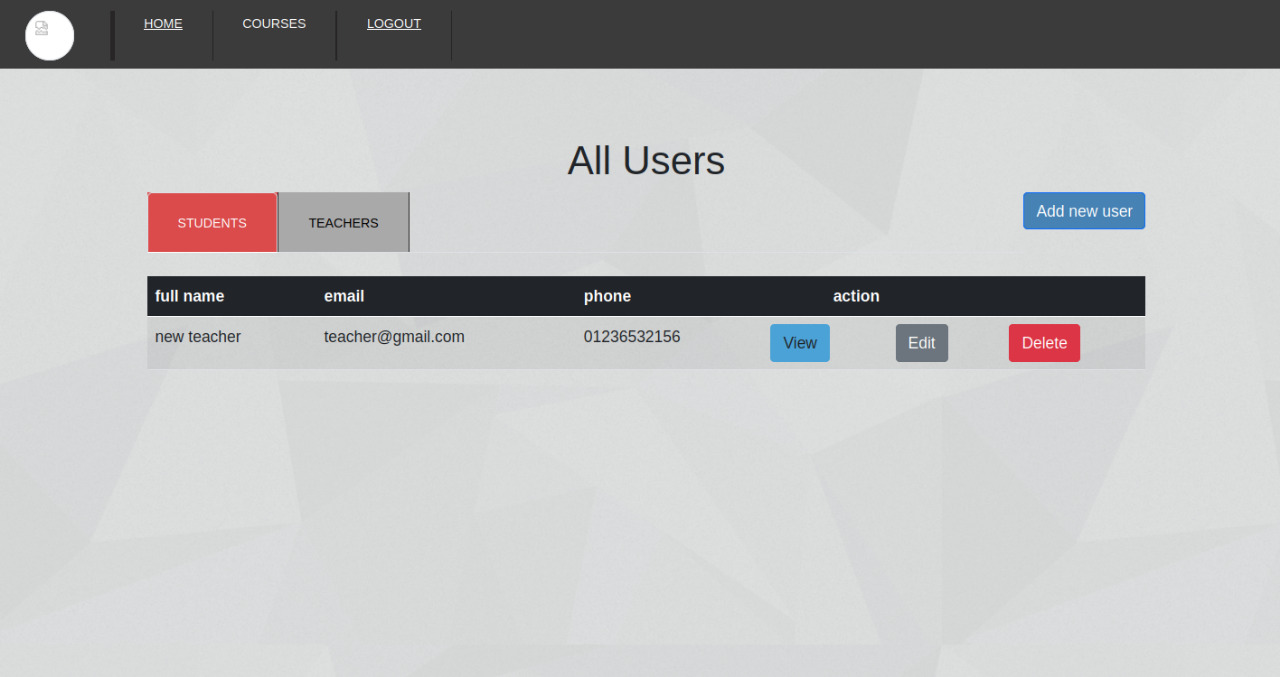 HOME COURSES LOGOUT
All Users
STUDENTS TEACHERS Add new user
full name email phone action
new teacher teacher@gmail.com 01236532156 View Edit Delete